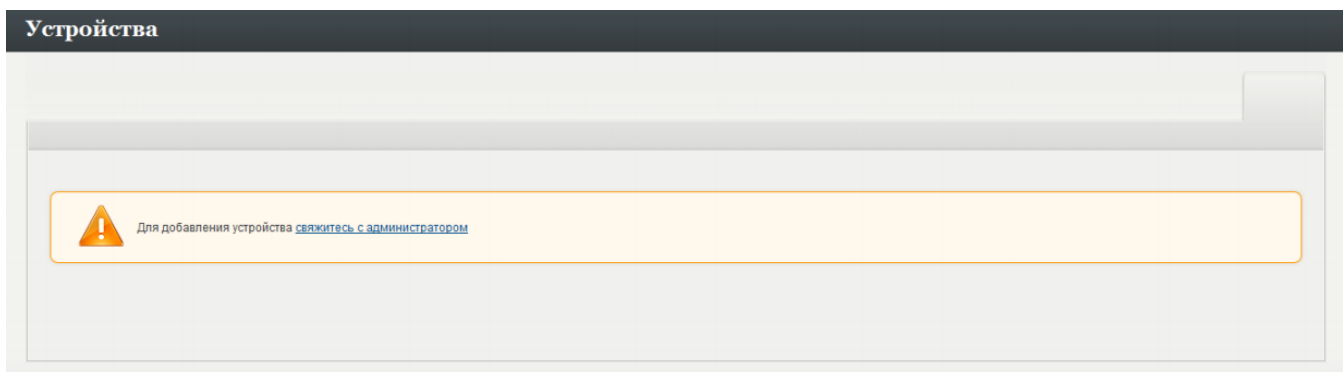 Устройства
Для добавления устройства свяжитесь с администратором